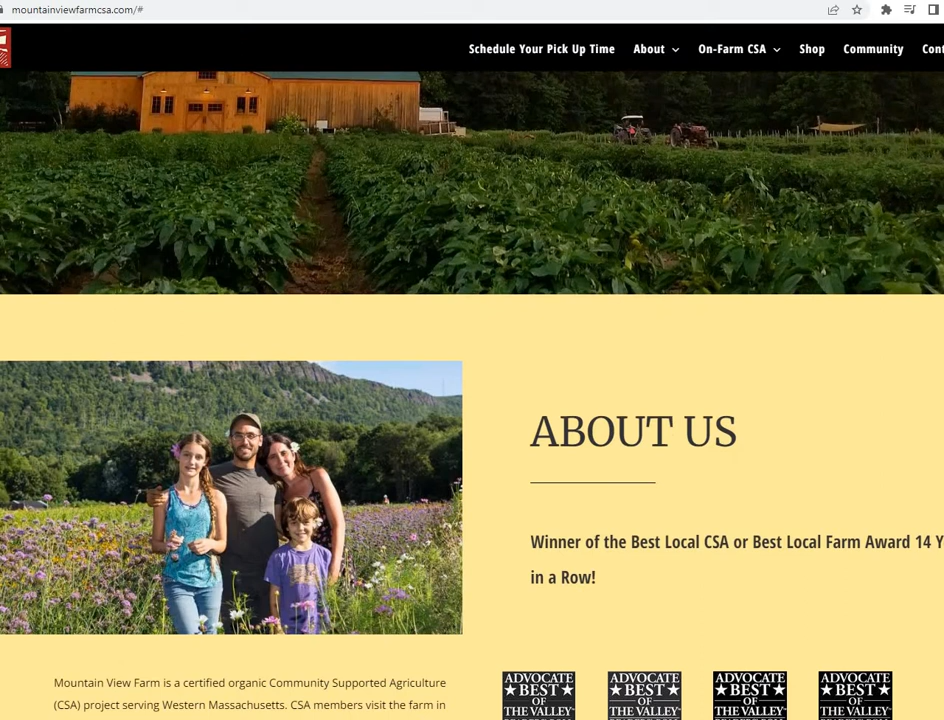 mountainviewfarmcsa.com/#
Schedule Your Pick Up Time About On-Farm CSA Shop Community
ABOUT US
Winner of the Best Local CSA or Best Local Farm Award 14
in a Row!
Mountain View Farm is a certified organic Community Supported Agriculture
(CSA) project serving Western Massachusetts. CSA members visit the farm in
ADVOCATE ADVOCATE ADVOCATE ADVOCATE
BEST BEST BEST BEST
OF OF OF OF
THE VALLEY THE VALLEY THE VALLEY THE VALLEY